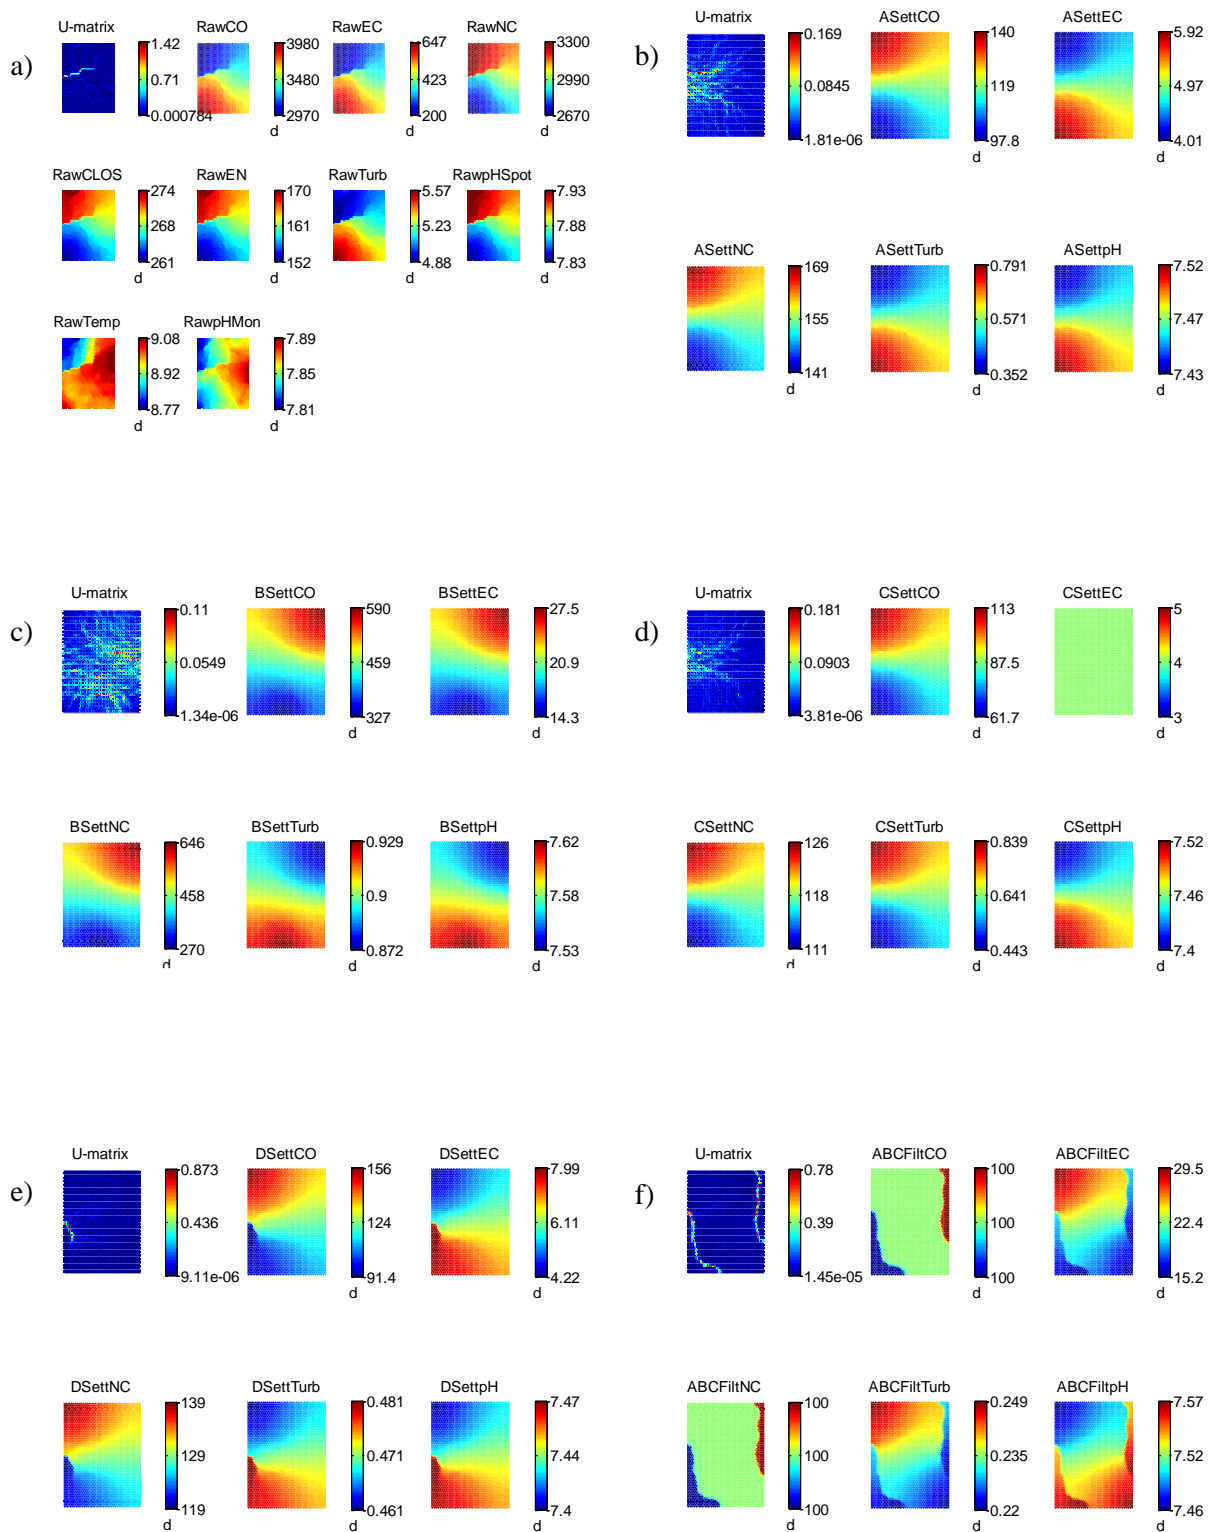 a)
U-matrix
1.42
0.71
0.000784
RawCO
3980
3480
2970
d
RawEC
647
423
200
d
RawNC
3300
2990
2670
d
RawCLOS
274
268
261
d
RawEN
170
161
152
d
RawTurb
5.57
5.23
4.88
d
RawpHSpot
7.93
7.88
7.83
d
RawTemp
9.08
8.92
8.77
d
RawpHMon
7.89
7.85
7.81
d
b)
U-matrix
0.169
0.0845
1.81e-06
ASettCO
140
119
97.8
d
ASettEC
5.92
4.97
4.01
d
ASettNC
169
155
141
d
ASettTurb
0.791
0.571
0.352
d
ASettpH
7.52
7.47
7.43
d
c)
U-matrix
0.11
0.0549
1.34e-06
BSettCO
590
459
327
d
BSettEC
27.5
20.9
14.3
d
BSettNC
646
458
270
d
BSettTurb
0.929
0.9
0.872
d
BSettpH
7.62
7.58
7.53
d
d)
U-matrix
0.181
0.0903
3.81e-06
CSettCO
113
87.5
61.7
d
CSettEC
5
4
3
d
CSettNC
126
118
111
d
CSettTurb
0.839
0.641
0.443
d
CSettpH
7.52
7.46
7.4
d
e)
U-matrix
0.873
0.436
9.11e-06
DSettCO
156
124
91.4
d
DSettEC
7.99
6.11
4.22
d
DSettNC
139
129
119
d
DSettTurb
0.481
0.471
0.461
d
DSettpH
7.47
7.44
7.4
d
f)
U-matrix
0.78
0.39
1.45e-05
ABCFiltCO
100
100
100
d
ABCFiltEC
29.5
22.4
15.2
d
ABCFiltNC
100
100
100
d
ABCFiltTurb
0.249
0.235
0.22
d
ABCFiltpH
7.57
7.52
7.46
d